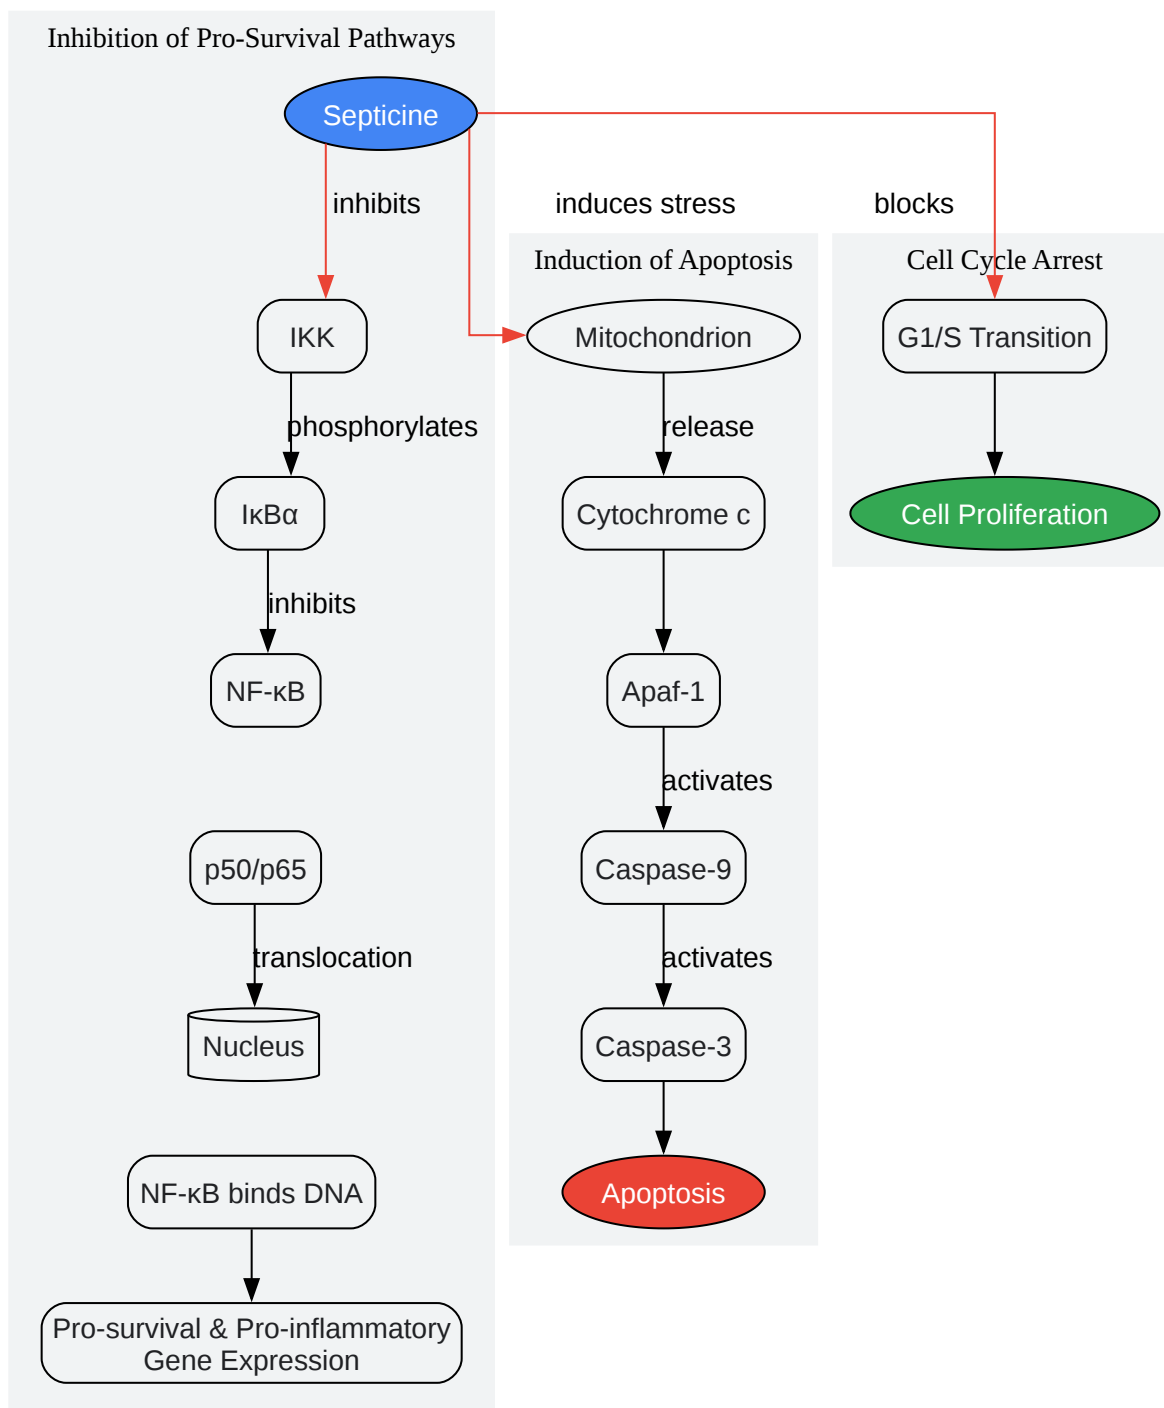 Inhibition of Pro-Survival Pathways
Septicine
inhibits
IKK
phosphorylates
IκBα
inhibits
NF-κB
p50/p65
translocation
Nucleus
NF-κB binds DNA
Pro-survival & Pro-inflammatory
Gene Expression
induces stress
Induction of Apoptosis
Mitochondrion
release
Cytochrome c
Apaf-1
activates
Caspase-9
activates
Caspase-3
Apoptosis
blocks
Cell Cycle Arrest
G1/S Transition
Cell Proliferation